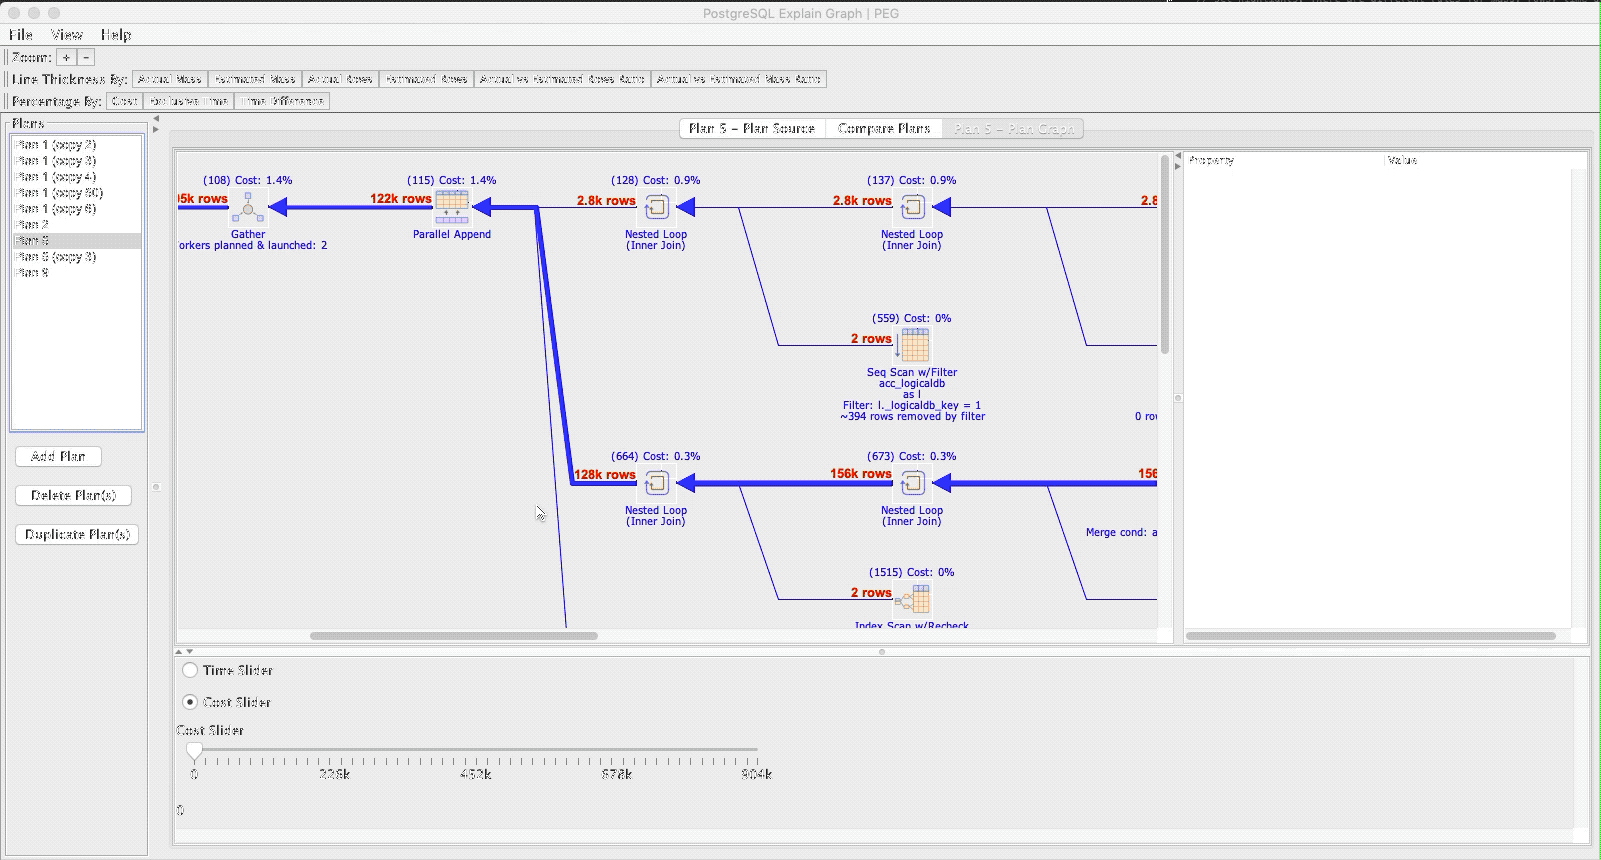 PostgreSQL Explain Graph | PEG
File View Help
Zoom: + -
Line Thickness By: Actual Mass Estimated Mass Actual Rows Estimated Rows Actual vs Estimated Rows Ratio Actual vs Estimated Mass Ratio
Percentage By: Cost Exclusive Time Time Difference
Plans
Plan 1 (copy 2)
Plan 1 (copy 3)
Plan 1 (copy 4)
Plan 1 (copy 50)
Plan 1 (copy 6)
Plan 2
Plan 5
Plan 6 (copy 3)
Plan 9
Add Plan
Delete Plan(s)
Duplicate Plan(s)
Plan 5 – Plan Source Compare Plans Plan 5 – Plan Graph
(108) Cost: 1.4% (115) Cost: 1.4% (128) Cost: 0.9% (137) Cost: 0.9%
5k rows 122k rows 2.8k rows 2.8k rows 2.8
Gather Parallel Append Nested Loop Nested Loop
orkers planned & launched: 2 (Inner Join) (Inner Join)
(559) Cost: 0%
2 rows
Seq Scan w/Filter
acc_logicaldb
as l
Filter: l._logicaldb_key = 1
~394 rows removed by filter 0 ro
(664) Cost: 0.3% (673) Cost: 0.3%
128k rows 156k rows 156
Nested Loop Nested Loop
(Inner Join) (Inner Join)
Merge cond: a
(1515) Cost: 0%
2 rows
Index Scan w/Recheck
Property Value
Time Slider
Cost Slider
Cost Slider
0 226k 452k 678k 904k
0